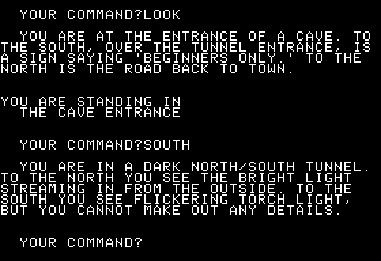 YOUR COMMAND?LOOK
YOU ARE AT THE ENTRANCE OF A CAVE. TO
THE SOUTH, OVER THE TUNNEL ENTRANCE, IS
A SIGN SAYING 'BEGINNERS ONLY.' TO THE
NORTH IS THE ROAD BACK TO TOWN.
YOU ARE STANDING IN
THE CAVE ENTRANCE
YOUR COMMAND?SOUTH
YOU ARE IN A DARK NORTH/SOUTH TUNNEL.
TO THE NORTH YOU SEE THE BRIGHT LIGHT
STREAMING IN FROM THE OUTSIDE. TO THE
SOUTH YOU SEE FLICKERING TORCH LIGHT,
BUT YOU CANNOT MAKE OUT ANY DETAILS.
YOUR COMMAND?